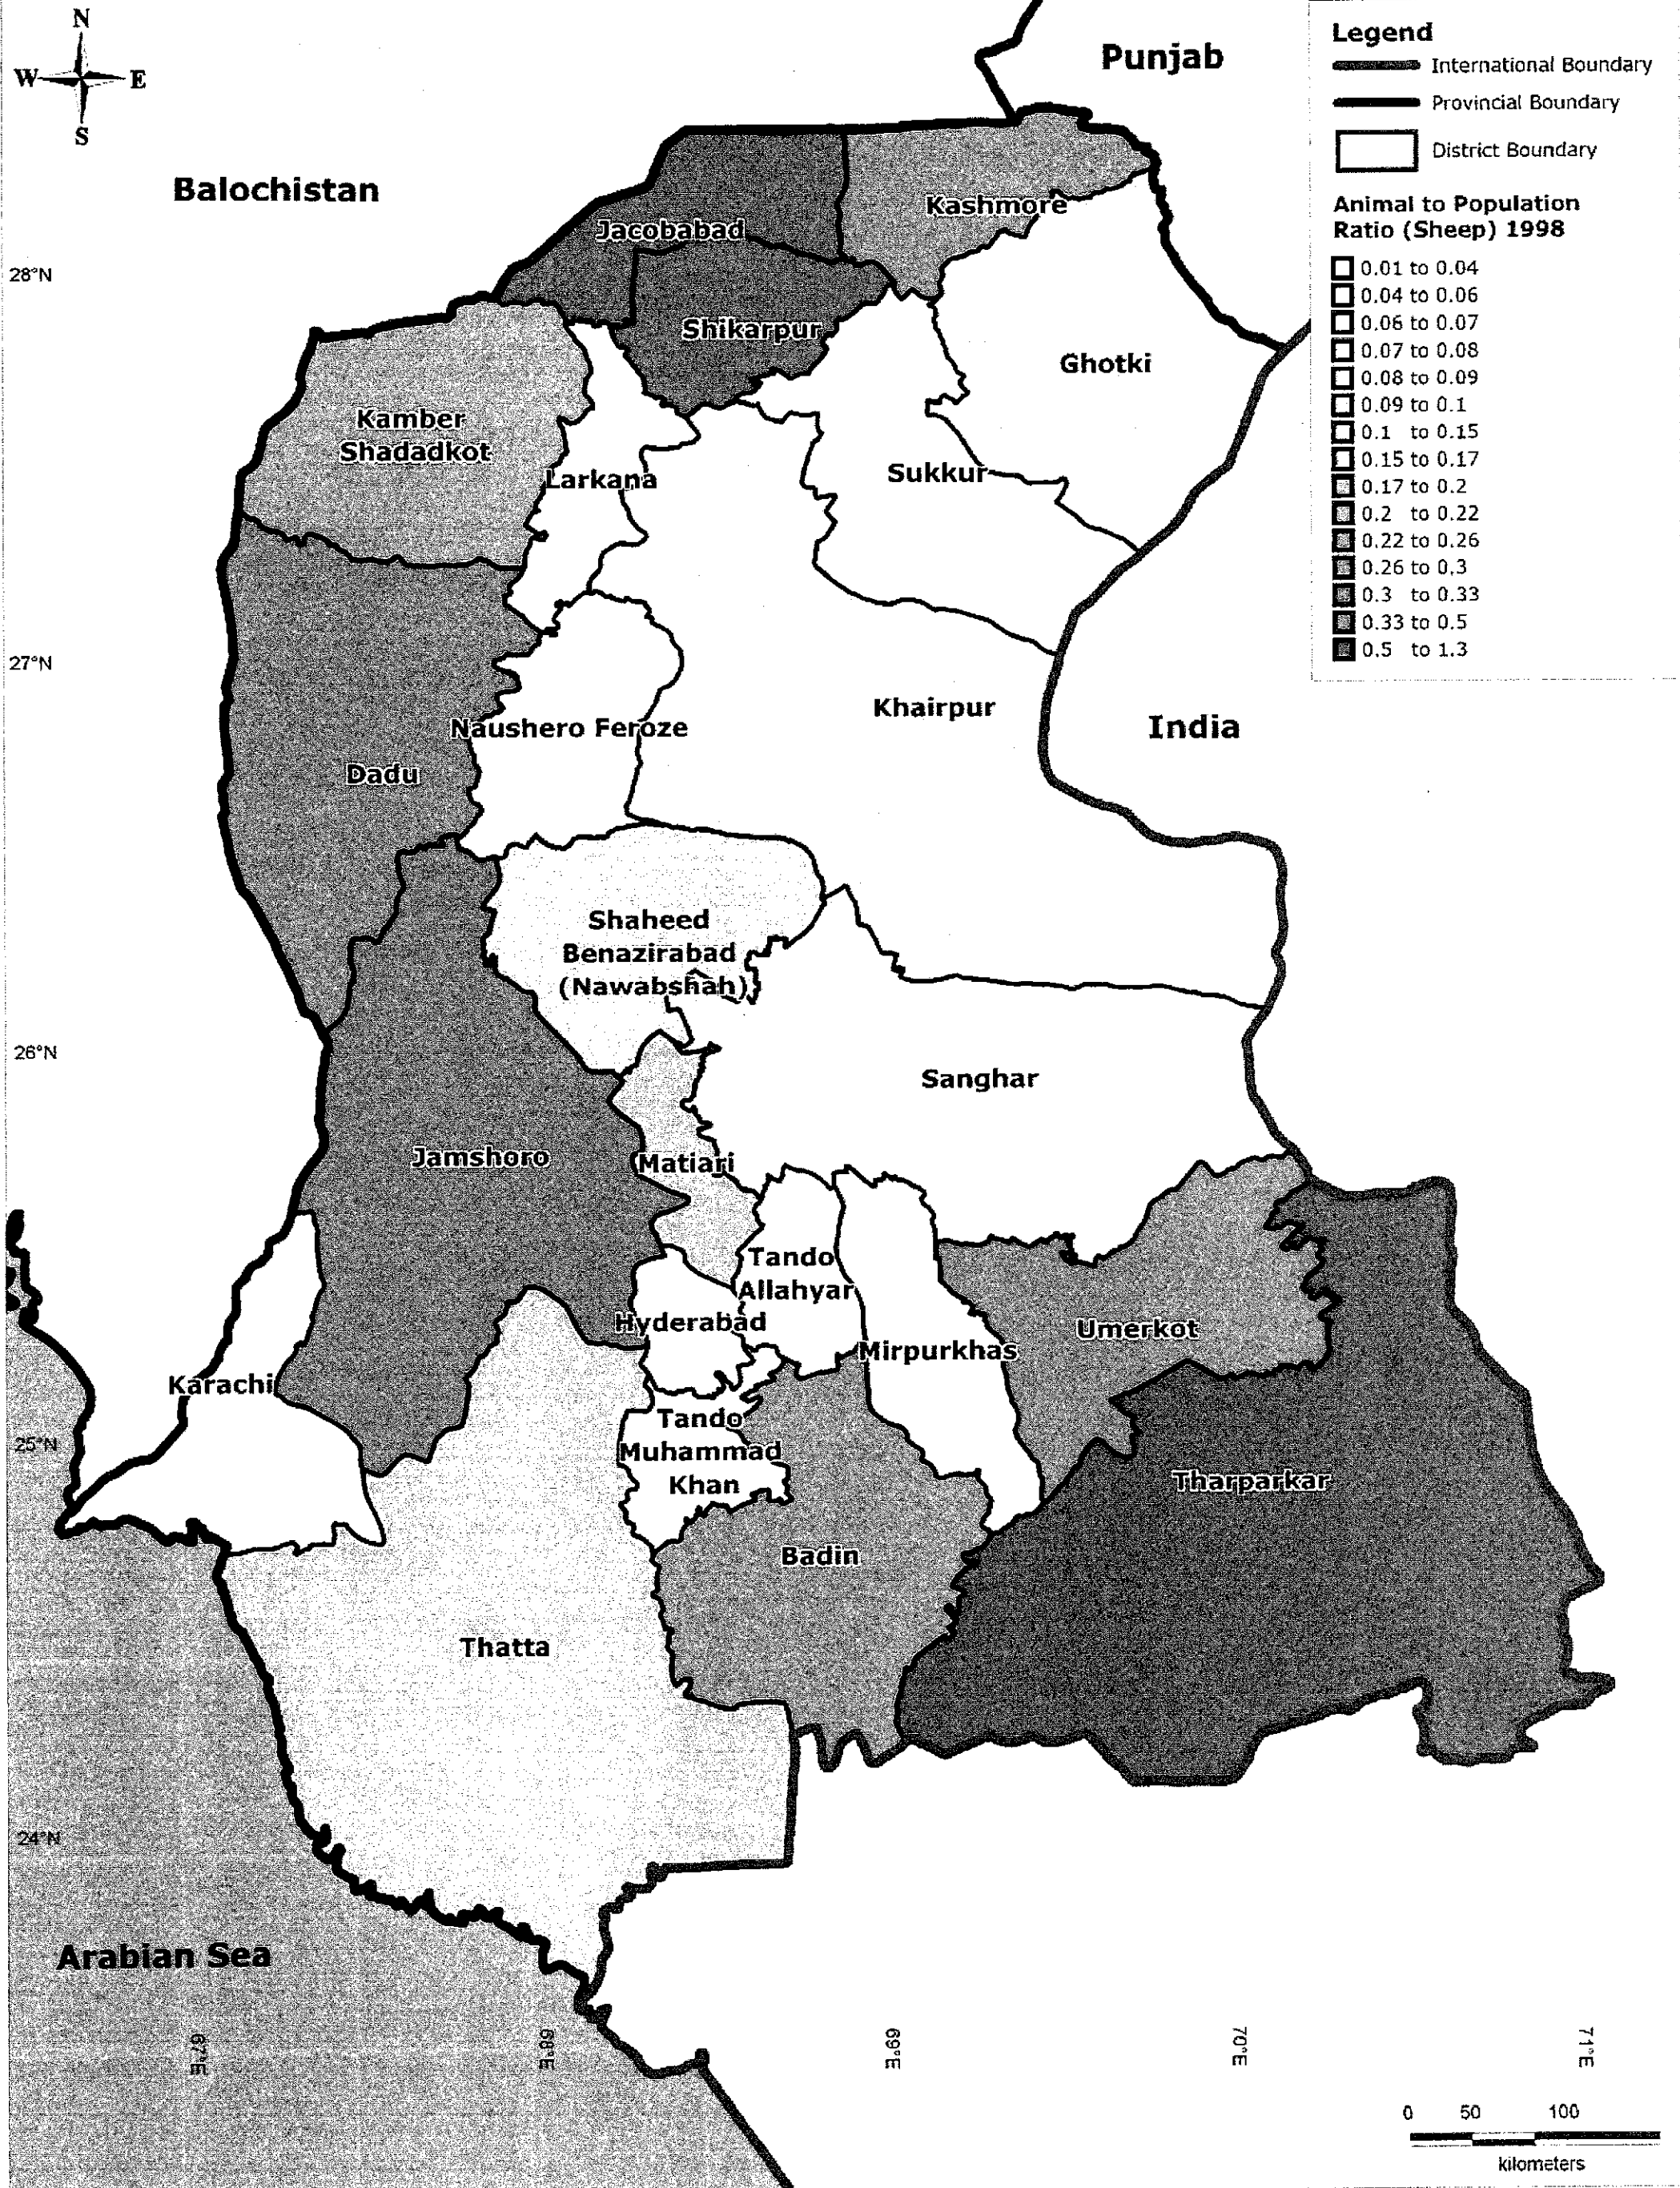 N
W
E
S
Punjab
Balochistan
Legend
International Boundary
Provincial Boundary
District Boundary
Animal to Population
Ratio (Sheep) 1998
0.01 to 0.04
0.04 to 0.06
0.06 to 0.07
0.07 to 0.08
0.08 to 0.09
0.09 to 0.1
0.1 to 0.15
0.15 to 0.17
0.17 to 0.2
0.2 to 0.22
0.22 to 0.26
0.26 to 0.3
0.3 to 0.33
0.33 to 0.5
0.5 to 1.3
Kashmore
Jacobabad
28°N
Shikarpur
Ghotki
Kamber
Shadadkot
Larkana
Sukkur
27°N
Khairpur
India
Naushero Feroze
Dadu
Shaheed
Benazirabad
(Nawabshah)
26°N
Sanghar
Jamshoro
Matiari
Tando
Allahyar
Hyderabad
Umerkot
Mirpurkhas
Karachi
25°N
Tando
Muhammad
Khan
Tharparkar
Badin
Thatta
24°N
Arabian Sea
67°E
68°E
69°E
70°E
71°E
0 50 100
kilometers